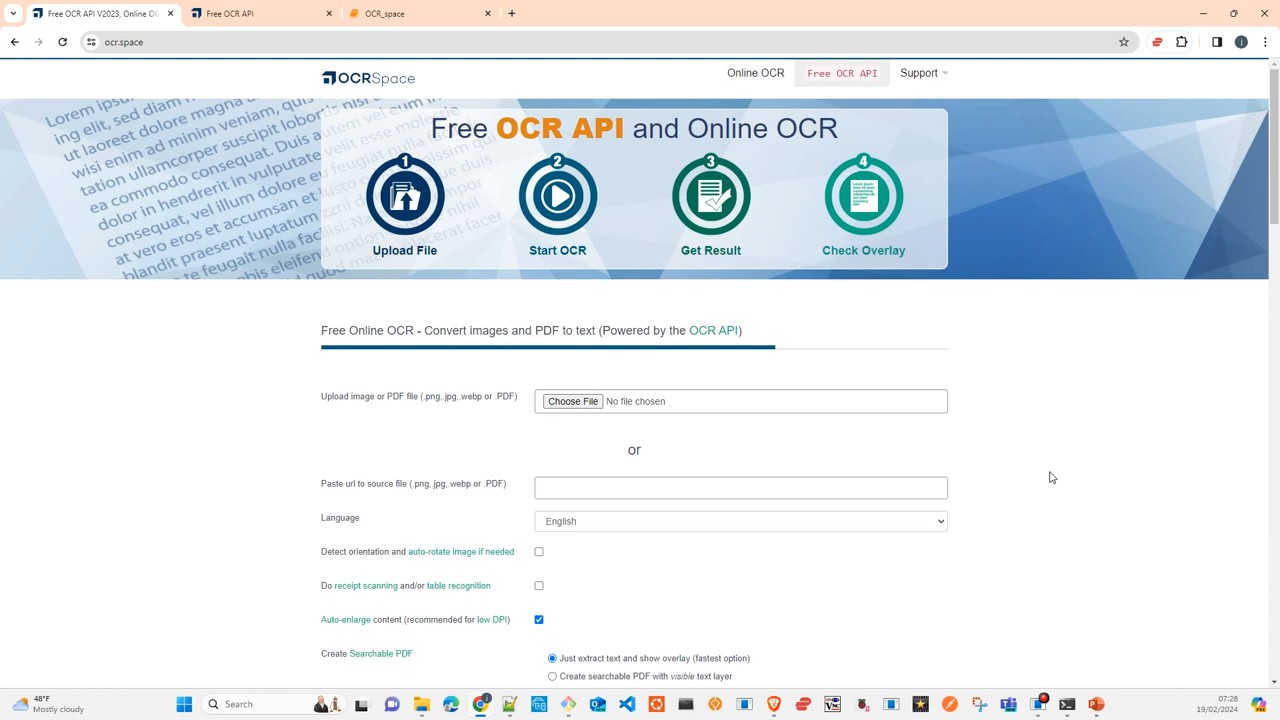 Free OCR API V2023, Online O
Free OCR API
OCR_space
ocr.space
OCRSpace
Online OCR
Free OCR API
Support
Free OCR API and Online OCR
1
2
3
4
Upload File
Start OCR
Get Result
Check Overlay
Free Online OCR - Convert images and PDF to text (Powered by the OCR API)
Upload image or PDF file (.png,.jpg,.webp or .PDF)
Choose File No file chosen
or
Paste url to source file (.png,.jpg,.webp or .PDF)
Language
English
Detect orientation and auto-rotate image if needed
Do receipt scanning and/or table recognition
Auto-enlarge content (recommended for low DPI)
Create Searchable PDF
Just extract text and show overlay (fastest option)
Create searchable PDF with visible text layer
48°F
Mostly cloudy
Search
07:28
19/02/2024